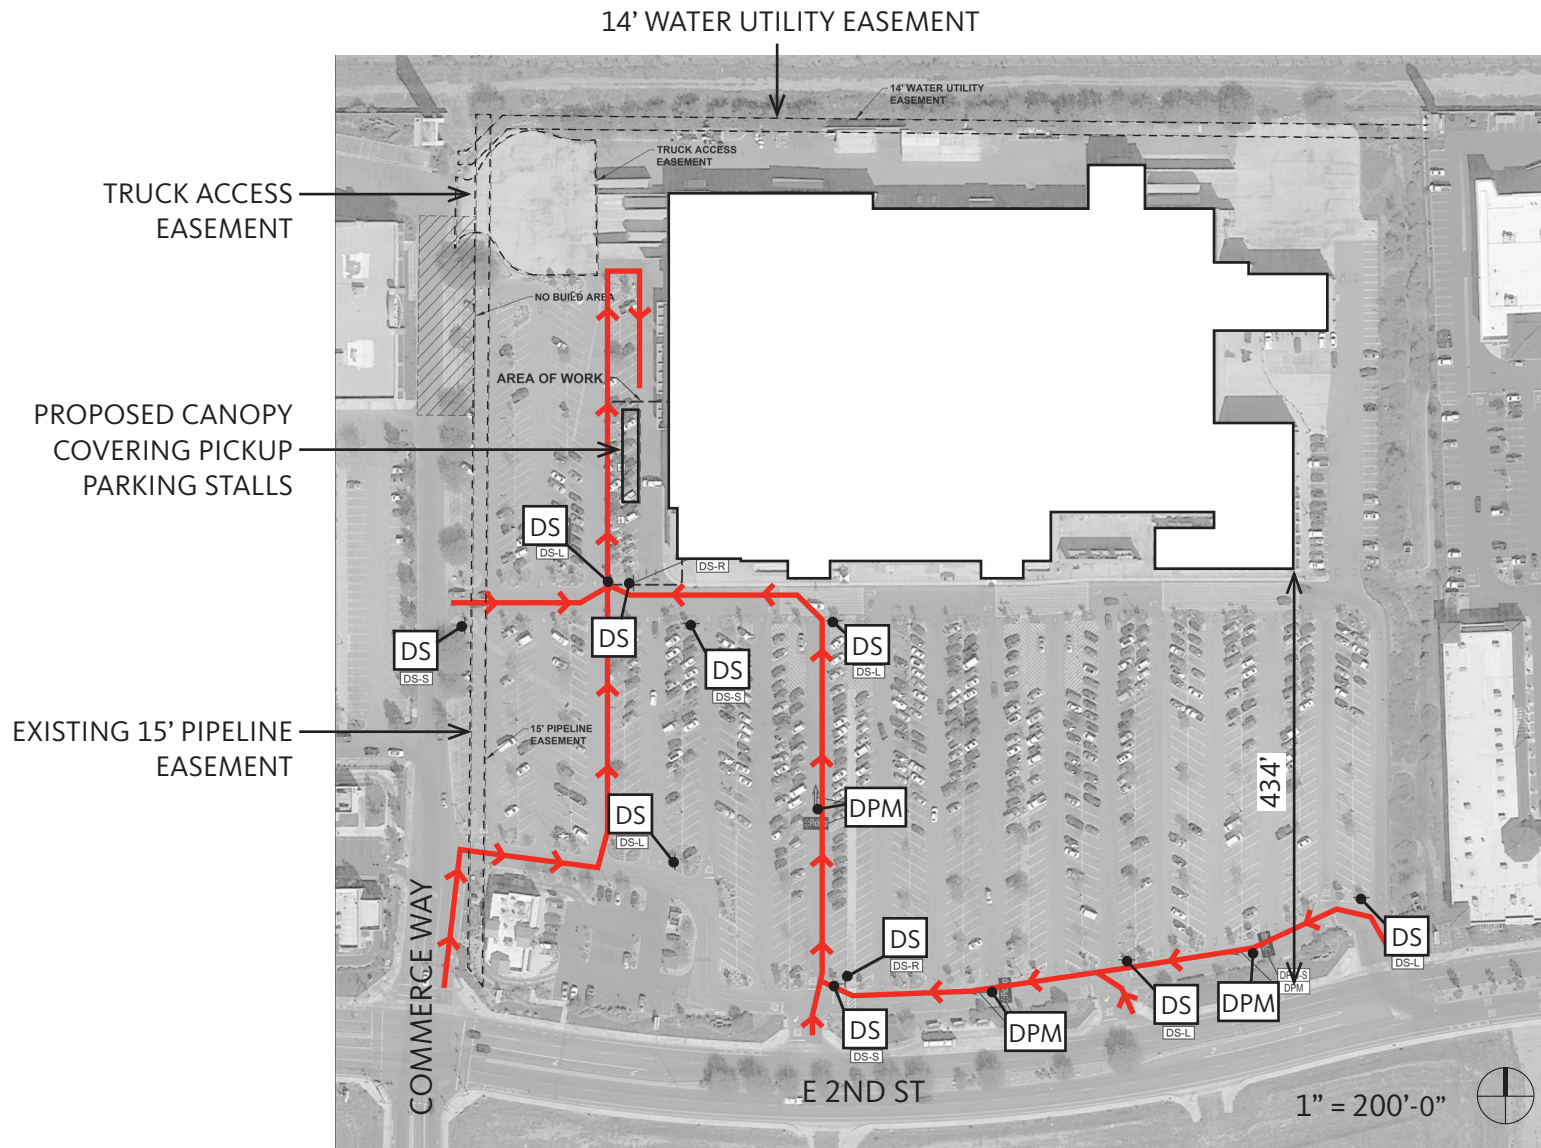 14’ WATER UTILITY EASEMENT
14' WATER UTILITY
EASEMENT
TRUCK ACCESS
EASEMENT
TRUCK ACCESS
EASEMENT
NO BUILD AREA
AREA OF WORK
PROPOSED CANOPY
COVERING PICKUP
PARKING STALLS
DS
DS-L
DS-R
DS
DS
DS-S
DS
DS-S
DS
DS-L
EXISTING 15’ PIPELINE
EASEMENT
15' PIPELINE
EASEMENT
434’
DS
DS-L
DPM
COMMERCE WAY
DS
DS-R
DS
DS-L
DS
DS-S
DPM
DS
DS-L
DPM
DPM
E 2ND ST
1” = 200’-0”